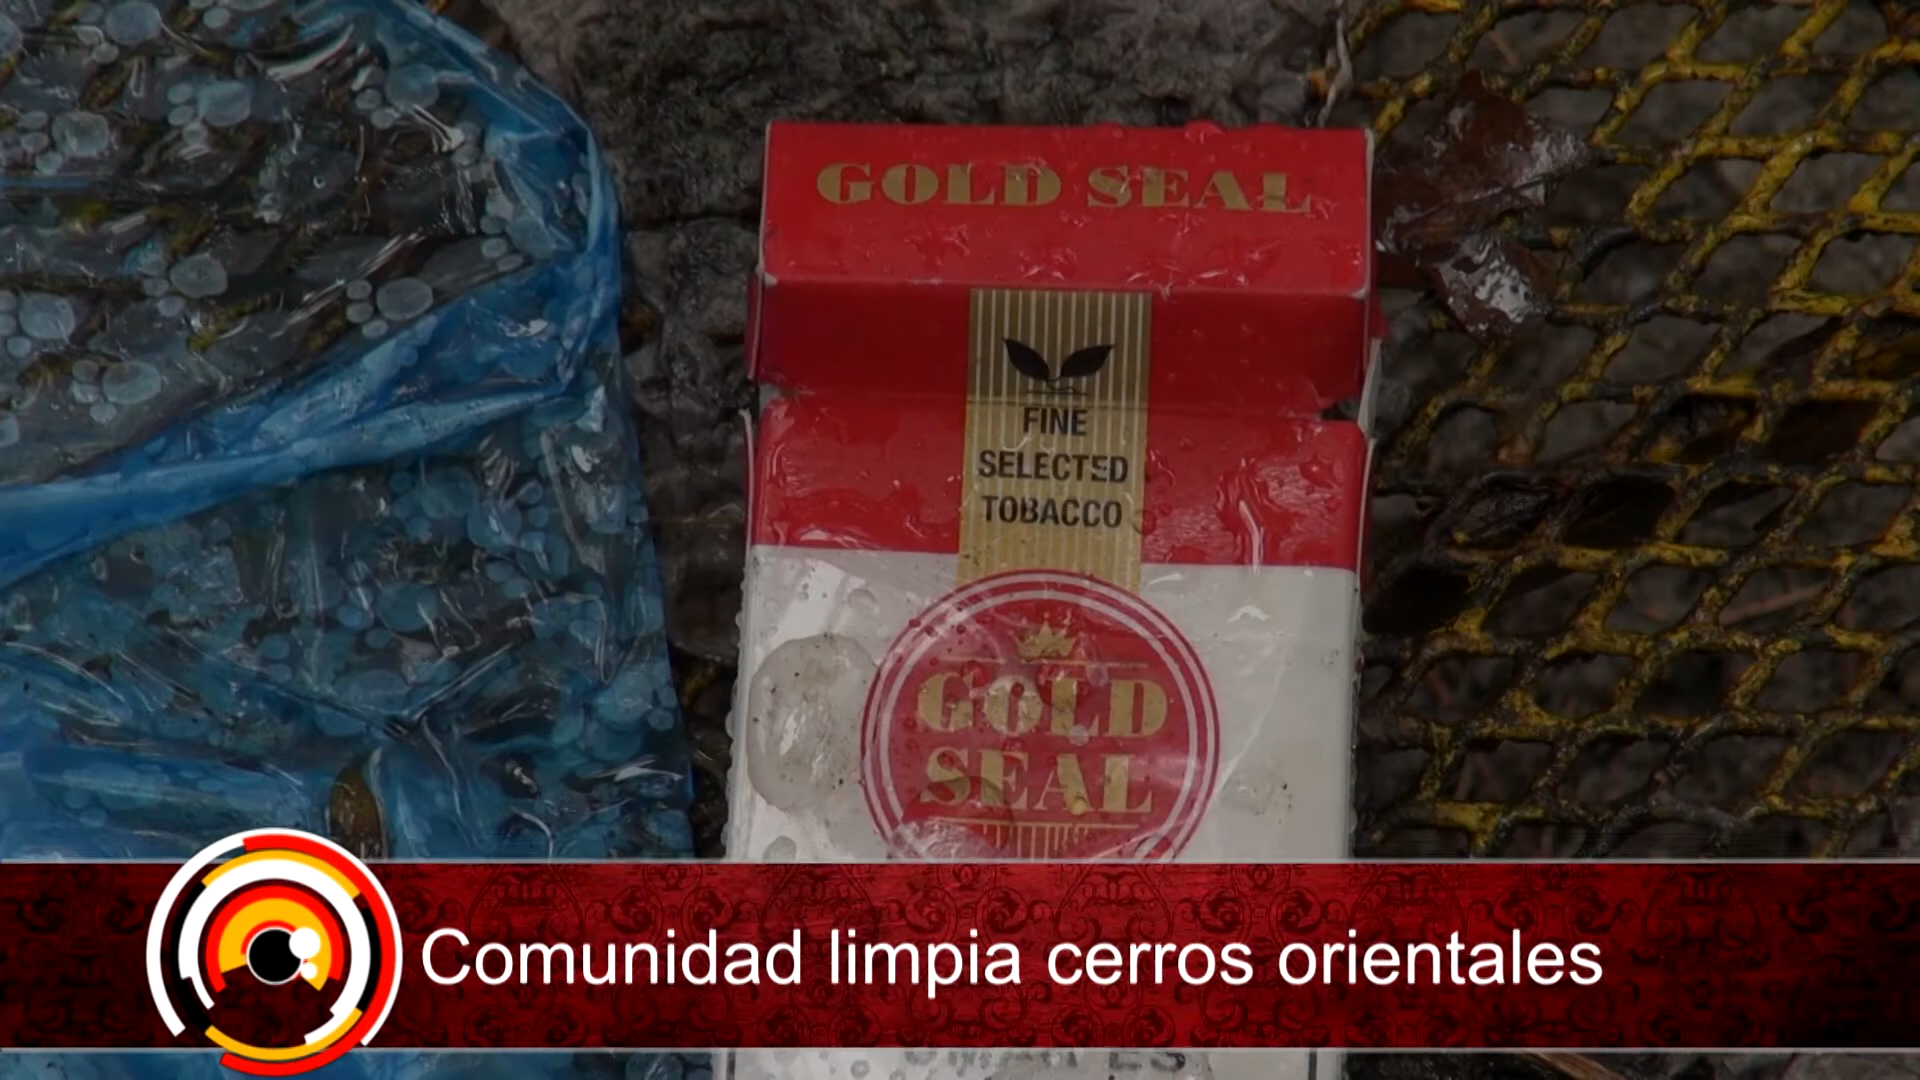 GOLD SEAL
FINE
SELECTED
TOBACCO
GOLD
SEAL
Comunidad limpia cerros orientales